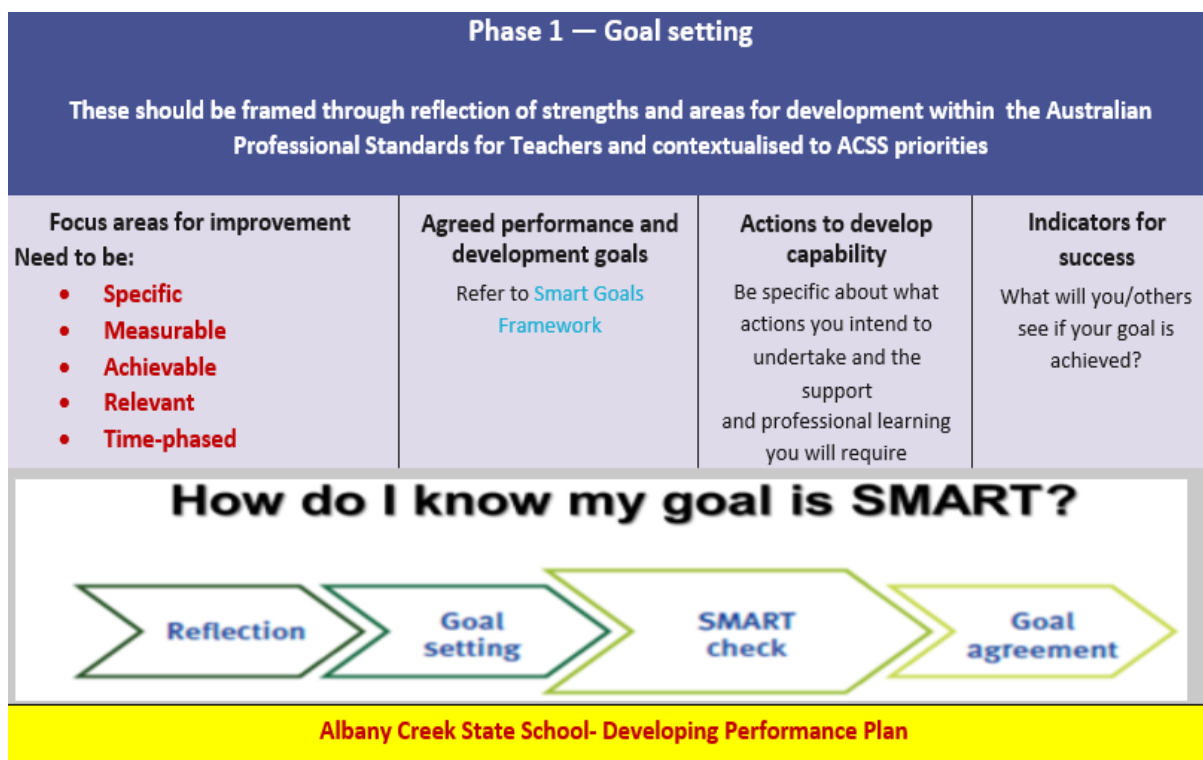 Phase 1 — Goal setting
These should be framed through reflection of strengths and areas for development within the Australian
Professional Standards for Teachers and contextualised to ACSS priorities
Focus areas for improvement
Need to be:
• Specific
• Measurable
• Achievable
• Relevant
• Time-phased
Agreed performance and
development goals
Refer to Smart Goals
Framework
Actions to develop
capability
Be specific about what
actions you intend to
undertake and the
support
and professional learning
you will require
Indicators for
success
What will you/others
see if your goal is
achieved?
How do I know my goal is SMART?
Reflection
Goal
setting
SMART
check
Goal
agreement
Albany Creek State School- Developing Performance Plan